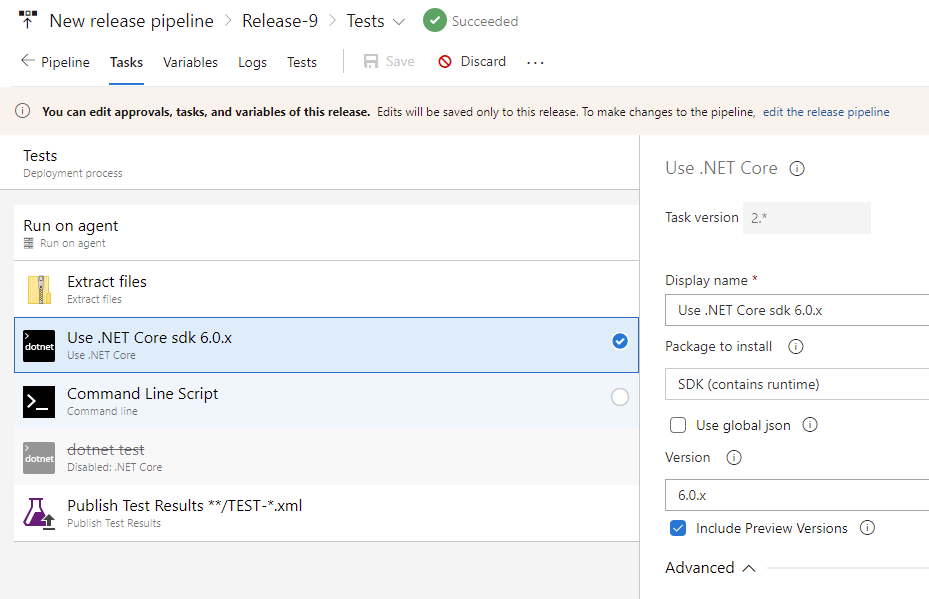 New release pipeline > Release-9 > Tests Succeeded
Pipeline Tasks Variables Logs Tests Save Discard ...
You can edit approvals, tasks, and variables of this release. Edits will be saved only to this release. To make changes to the pipeline, edit the release pipeline
Tests
Deployment process
Run on agent
Run on agent
Extract files
Extract files
dotnet
Use .NET Core sdk 6.0.x
Use .NET Core
Command Line Script
Command line
dotnet
dotnet test
Disabled: .NET Core
Publish Test Results **/TEST-*.xml
Publish Test Results
Use .NET Core
Task version 2.*
Display name *
Use .NET Core sdk 6.0.x
Package to install
SDK (contains runtime)
Use global json
Version
6.0.x
Include Preview Versions
Advanced